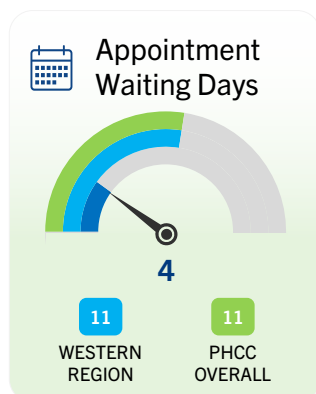 Appointment
Waiting Days
4
11
11
WESTERN
REGION
PHCC
OVERALL